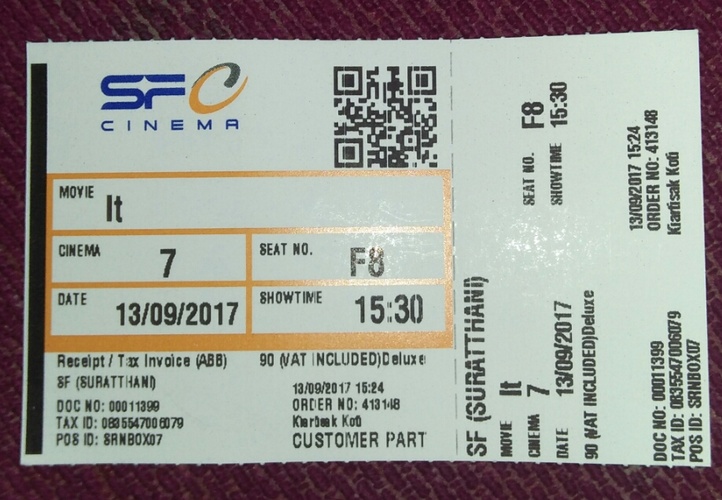 SFC
CINEMA
MOVIE
It
CINEMA
7
SEAT NO.
F8
DATE
13/09/2017
SHOWTIME
15:30
Receipt / Tax Invoice (ABB)
90 (VAT INCLUDED)Deluxe
SF (SURATTHANI)
13/09/2017 15:24
DOC NO: 00011399
ORDER NO: 413148
TAX ID: 0835547006079
Kiartisak Koti
POS ID: SRNBOX07
CUSTOMER PART
SF (SURATTHANI)
MOVIE It
CINEMA 7
DATE 13/09/2017
90 (VAT INCLUDED)Deluxe
SEAT NO. F8
SHOWTIME 15:30
13/09/2017 15:24
ORDER NO: 413148
Kiartisak Koti
DOC NO: 00011399
TAX ID: 0835547006079
POS ID: SRNBOX07